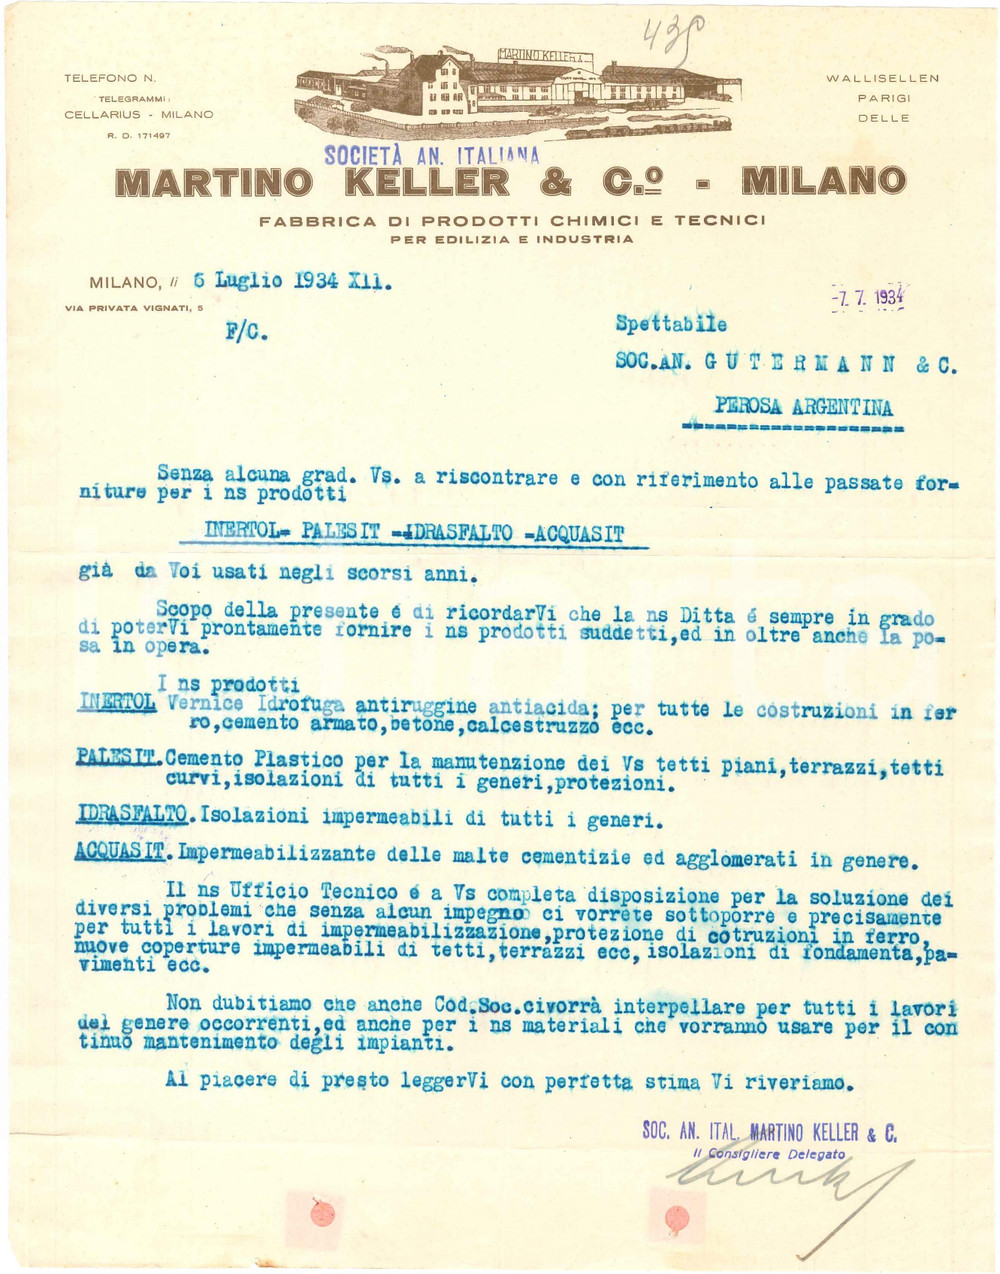 435
MARTINO KELLER & C.
TELEFONO N.
TELEGRAMMI:
CELLARIUS - MILANO
R. D. 171497
WALLISELLEN
PARIGI
DELLE
SOCIETÀ AN. ITALIANA
MARTINO KELLER & C.º - MILANO
FABBRICA DI PRODOTTI CHIMICI E TECNICI
PER EDILIZIA E INDUSTRIA
MILANO, li 6 Luglio 1934 XII.
VIA PRIVATA VIGNATI, 5
-7. 7. 1934
F/C.
Spettabile
SOC.AN. G U T E R M A N N & C.
PEROSA ARGENTINA
Senza alcuna grad. Vs. a riscontrare e con riferimento alle passate for=
niture per i ns prodotti
INERTOL- PALESIT -IDRASFALTO -ACQUASIT
già da Voi usati negli scorsi anni.
Scopo della presente é di ricordarVi che la ns Ditta é sempre in grado
di poterVi prontamente fornire i ns prodotti suddetti,ed in oltre anche la po=
sa in opera.
I ns prodotti
INERTOL Vernice Idrofuga antiruggine antiacida; per tutte le costruzioni in fer
ro,cemento armato,betone,calcestruzzo ecc.
PALESIT.Cemento Plastico per la manutenzione dei Vs tetti piani,terrazzi,tetti
curvi,isolazioni di tutti i generi,protezioni.
IDRASFALTO.Isolazioni impermeabili di tutti i generi.
ACQUASIT.Impermeabilizzante delle malte cementizie ed agglomerati in genere.
Il ns Ufficio Tecnico é a Vs completa disposizione per la soluzione dei
diversi problemi che senza alcun impegno ci vorrete sottoporre e precisamente
per tutti i lavori di impermeabilizzazione,protezione di cotruzioni in ferro,
nuove coperture impermeabili di tetti,terrazzi ecc, isolazioni di fondamenta,pa=
vimenti ecc.
Non dubitiamo che anche Cod.Soc.civorrà interpellare per tutti i lavori
del genere occorrenti,ed anche per i ns materiali che vorranno usare per il con
tinuo mantenimento degli impianti.
Al piacere di presto leggerVi con perfetta stima Vi riveriamo.
SOC. AN. ITAL. MARTINO KELLER & C.
Il Consigliere Delegato